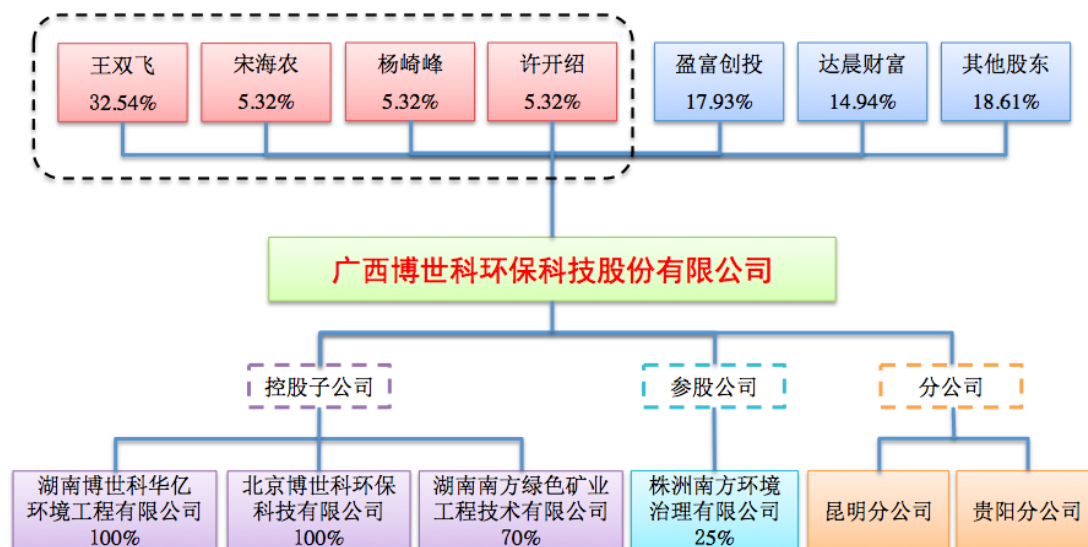 王双飞
32.54%
宋海农
5.32%
杨崎峰
5.32%
许开绍
5.32%
盈富创投
17.93%
达晨财富
14.94%
其他股东
18.61%
广西博世科环保科技股份有限公司
控股子公司
参股公司
分公司
湖南博世科华亿
环境工程有限公司
100%
北京博世科环保
科技有限公司
100%
湖南南方绿色矿业
工程技术有限公司
70%
株洲南方环境
治理有限公司
25%
昆明分公司
贵阳分公司